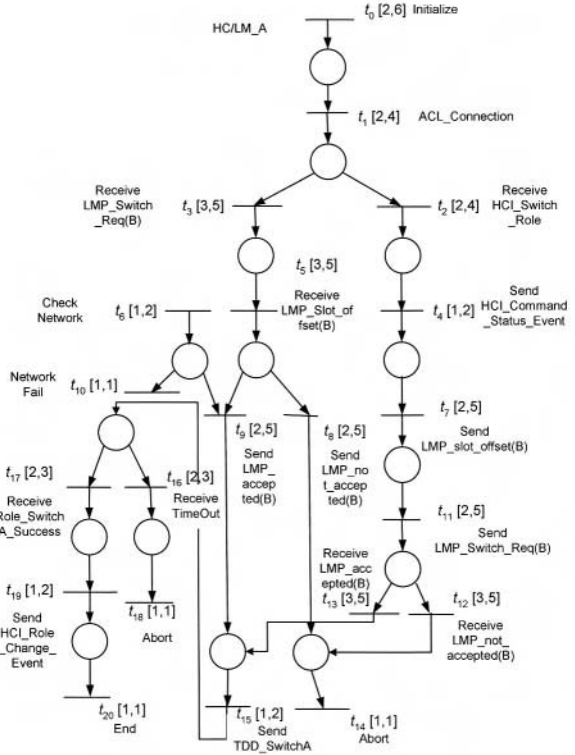 t0 [2,6] Initialize
HC/LM_A
t1 [2,4] ACL_Connection
Receive
LMP_Switch
_Req(B)
t3 [3,5]
t2 [2,4]
Receive
HCI_Switch
_Role
t5 [3,5]
Receive
LMP_Slot_of
fset(B)
Check
Network
t6 [1,2]
Send
HCI_Command
_Status_Event
t4 [1,2]
Network
Fail
t10 [1,1]
t9 [2,5]
Send
LMP_
accep
ted(B)
t8 [2,5]
Send
LMP_no
t_accep
ted(B)
t7 [2,5]
Send
LMP_slot_offset(B)
t17 [2,3]
Receive
Role_Switch
A_Success
t16 [2,3]
Receive
TimeOut
t11 [2,5]
Send
LMP_Switch_Req(B)
Receive
LMP_acc
epted(B)
t13 [3,5]
t12 [3,5]
Receive
LMP_not_
accepted(B)
t19 [1,2]
Send
HCI_Role
_Change_
Event
t18 [1,1]
Abort
t20 [1,1]
End
t15 [1,2]
Send
TDD_SwitchA
t14 [1,1]
Abort